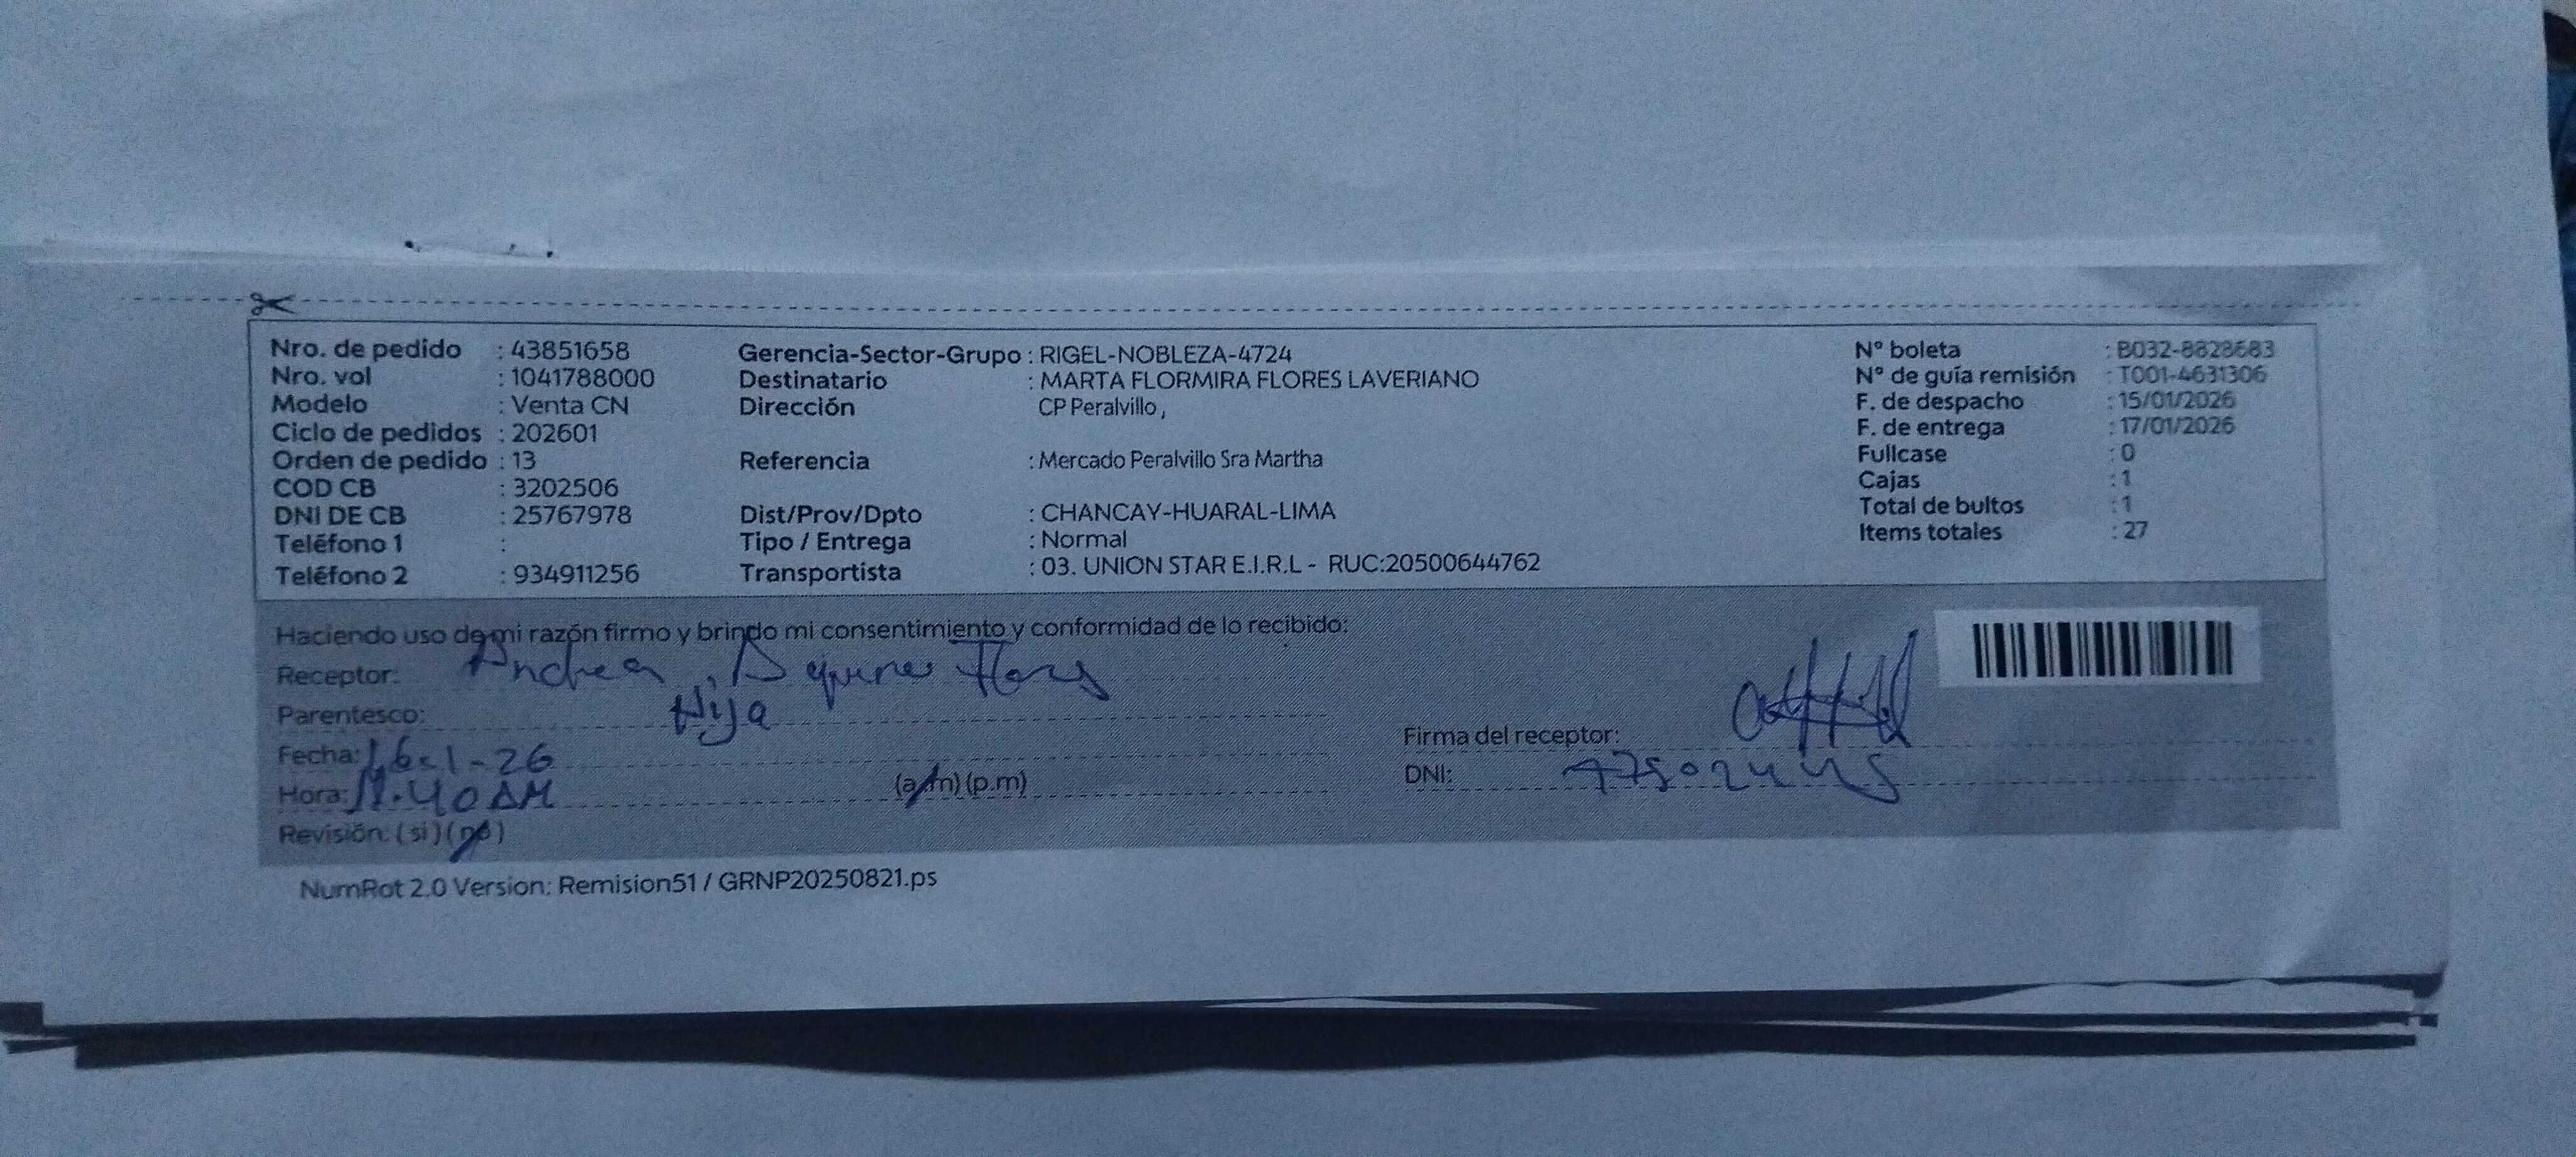 Nro. de pedido : 43851658
Nro. vol : 1041788000
Modelo : Venta CN
Ciclo de pedidos : 202601
Orden de pedido : 13
COD CB : 3202506
DNI DE CB : 25767978
Teléfono 1 :
Teléfono 2 : 934911256
Gerencia-Sector-Grupo : RIGEL-NOBLEZA-4724
Destinatario : MARTA FLORMIRA FLORES LAVERIANO
Dirección CP Peralvillo ,
Referencia : Mercado Peralvillo Sra Martha
Dist/Prov/Dpto : CHANCAY-HUARAL-LIMA
Tipo / Entrega : Normal
Transportista : 03. UNION STAR E.I.R.L - RUC:20500644762
N° boleta : B032-8828683
N° de guía remisión : T001-4631306
F. de despacho : 15/01/2026
F. de entrega : 17/01/2026
Fullcase : 0
Cajas : 1
Total de bultos : 1
Items totales : 27
Haciendo uso de mi razón firmo y brindo mi consentimiento y conformidad de lo recibido:
Receptor: Andrea Flores
Parentesco: Hija
Fecha: 16-1-26
Hora: 11:40 AM (a.m) (p.m)
Revisión: (si) (no)
Firma del receptor:
DNI:
NumRot 2.0 Version: Remision51 / GRNP20250821.ps